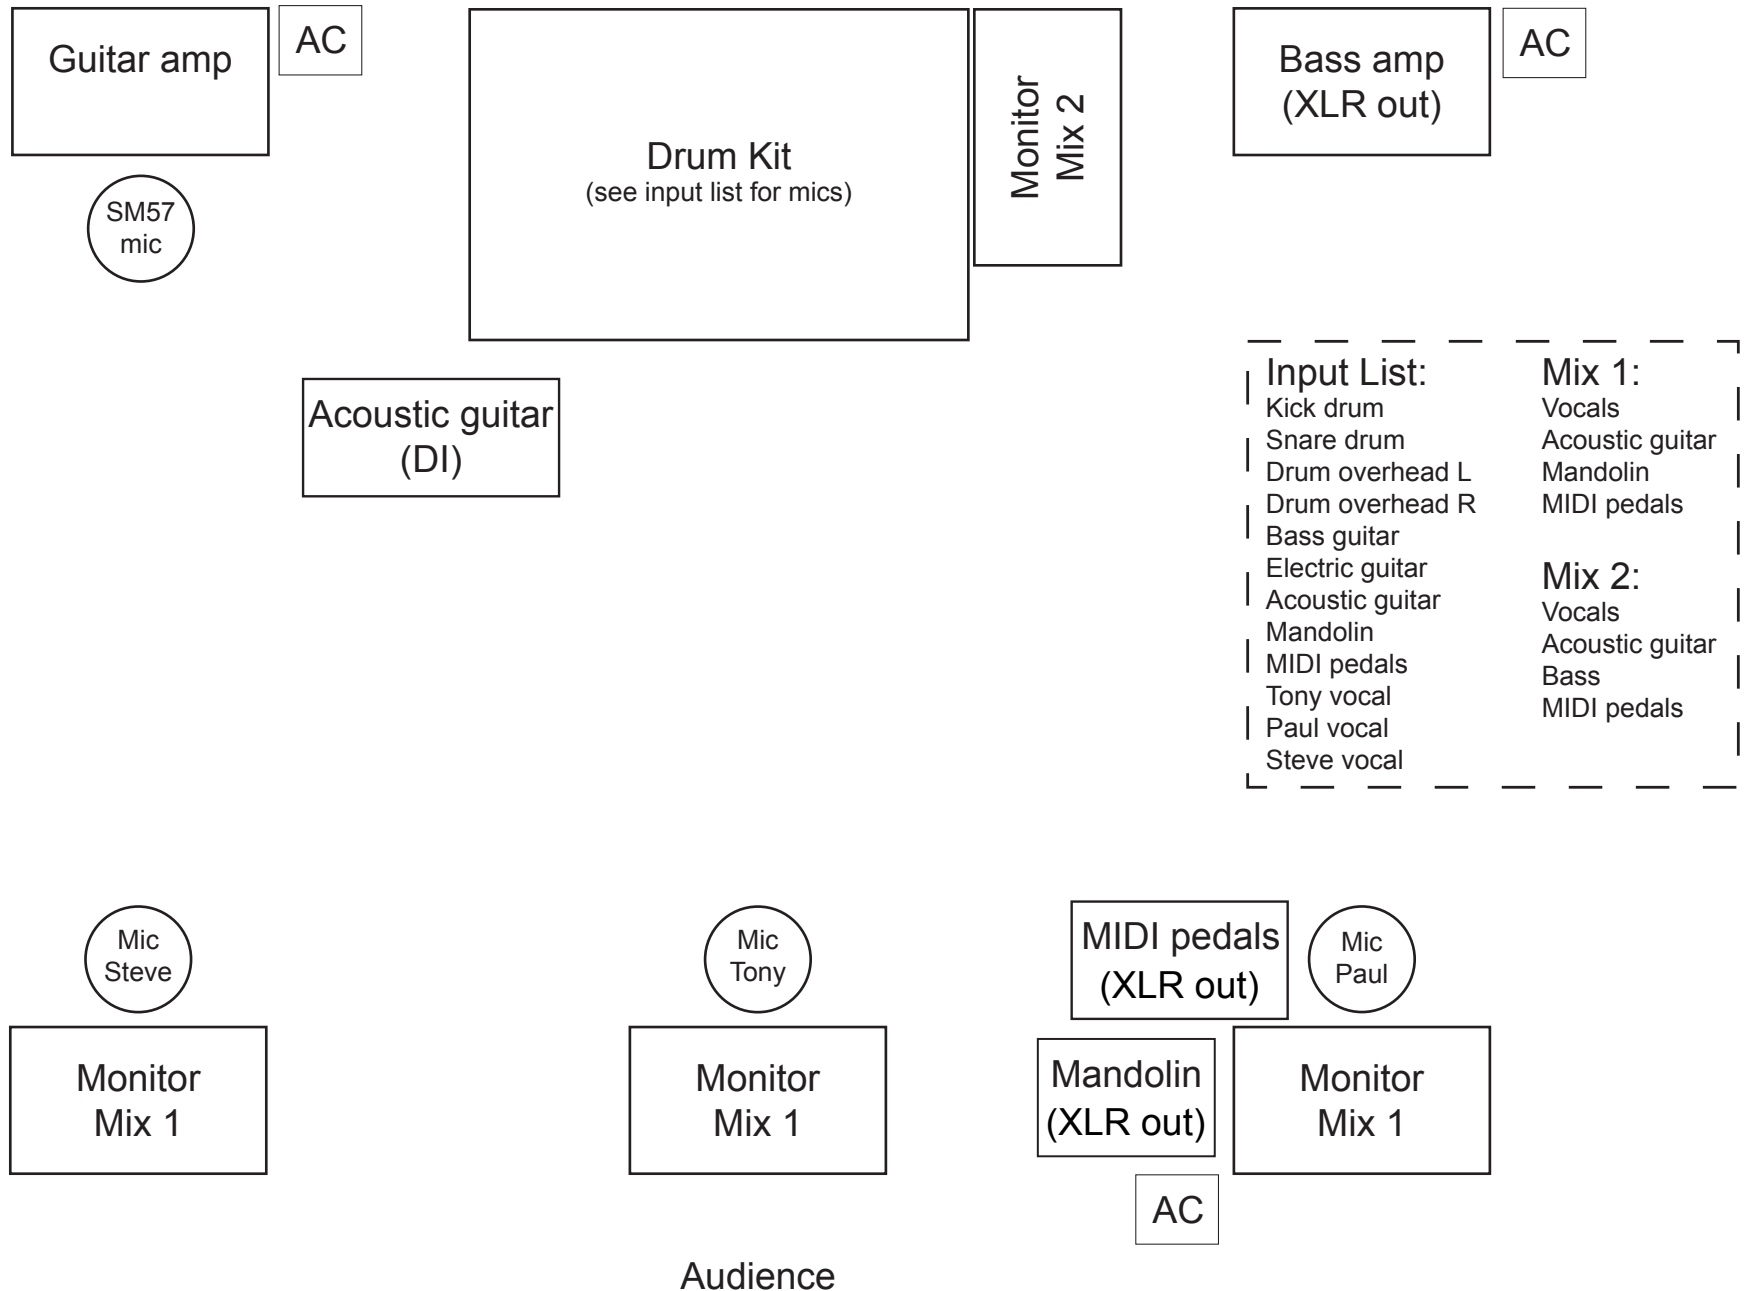 Guitar amp
AC
SM57
mic
Drum Kit
(see input list for mics)
Monitor
Mix 2
Bass amp
(XLR out)
AC
Acoustic guitar
(DI)
Input List:
Kick drum
Snare drum
Drum overhead L
Drum overhead R
Bass guitar
Electric guitar
Acoustic guitar
Mandolin
MIDI pedals
Tony vocal
Paul vocal
Steve vocal
Mix 1:
Vocals
Acoustic guitar
Mandolin
MIDI pedals
Mix 2:
Vocals
Acoustic guitar
Bass
MIDI pedals
Mic
Steve
Monitor
Mix 1
Mic
Tony
Monitor
Mix 1
MIDI pedals
(XLR out)
Mic
Paul
Mandolin
(XLR out)
Monitor
Mix 1
AC
Audience